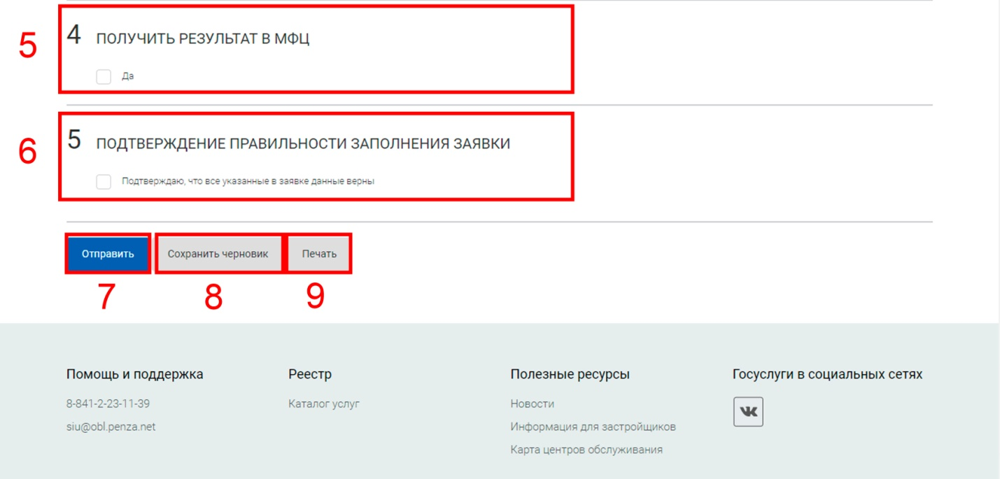 5
4 ПОЛУЧИТЬ РЕЗУЛЬТАТ В МФЦ
Да
6
5 ПОДТВЕРЖДЕНИЕ ПРАВИЛЬНОСТИ ЗАПОЛНЕНИЯ ЗАЯВКИ
Подтверждаю, что все указанные в заявке данные верны
Отправить Сохранить черновик Печать
7 8 9
Помощь и поддержка Реестр Полезные ресурсы Госуслуги в социальных сетях
8-841-2-23-11-39 Каталог услуг Новости
siu@obl.penza.net Информация для застройщиков
Карта центров обслуживания